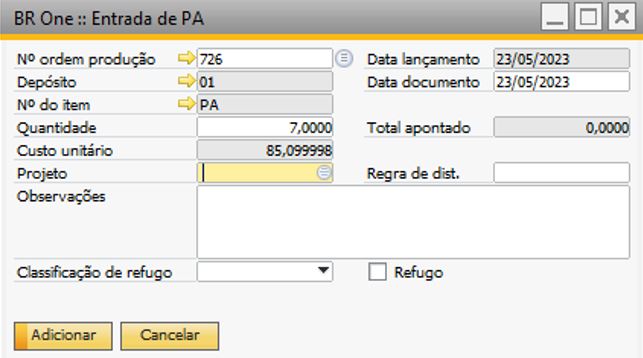 BR One :: Entrada de PA
Nº ordem produção 726 Data lançamento 23/05/2023
Depósito 01 Data documento 23/05/2023
Nº do item PA
Quantidade 7,0000 Total apontado 0,0000
Custo unitário 85,099998
Projeto Regra de dist.
Observações
Classificação de refugo Refugo
Adicionar Cancelar